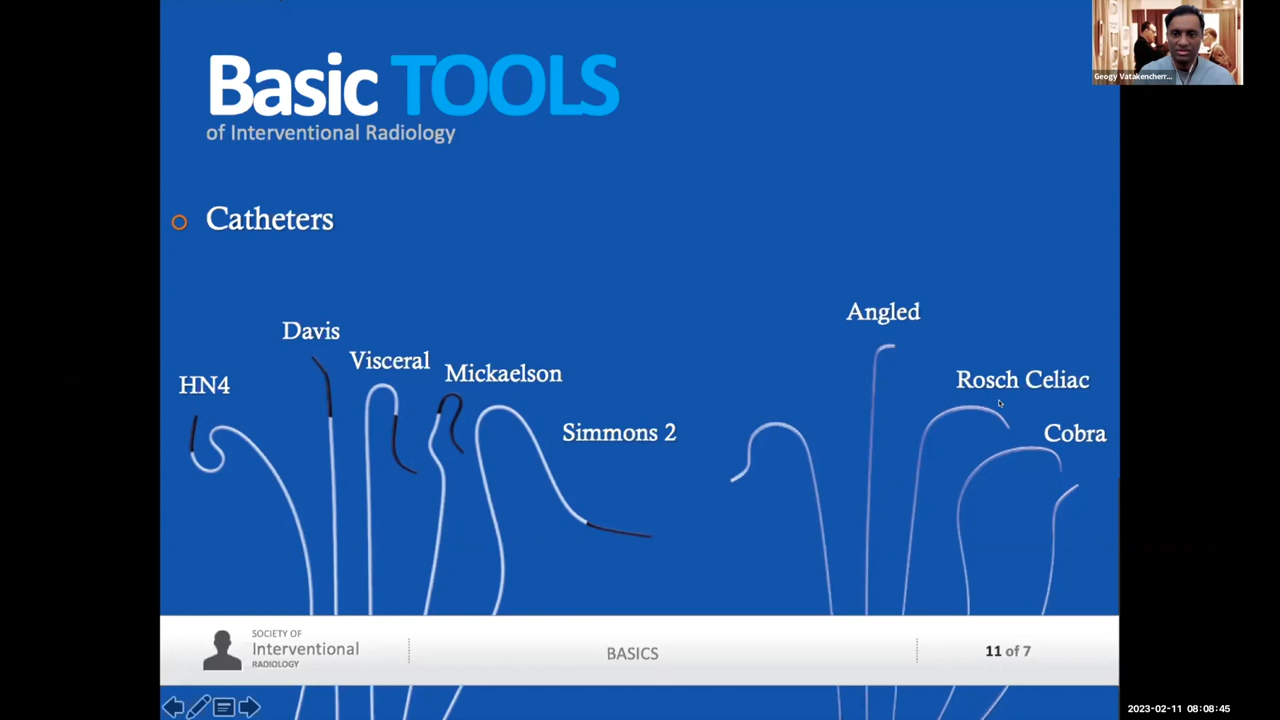 Basic TOOLS
of Interventional Radiology
Geogy Vatakencherr...
Catheters
Angled
Davis
Visceral
Mickaelson
Rosch Celiac
HN4
Simmons 2
Cobra
SOCIETY OF
Interventional
RADIOLOGY
BASICS
11 of 7
2023-02-11 08:08:45